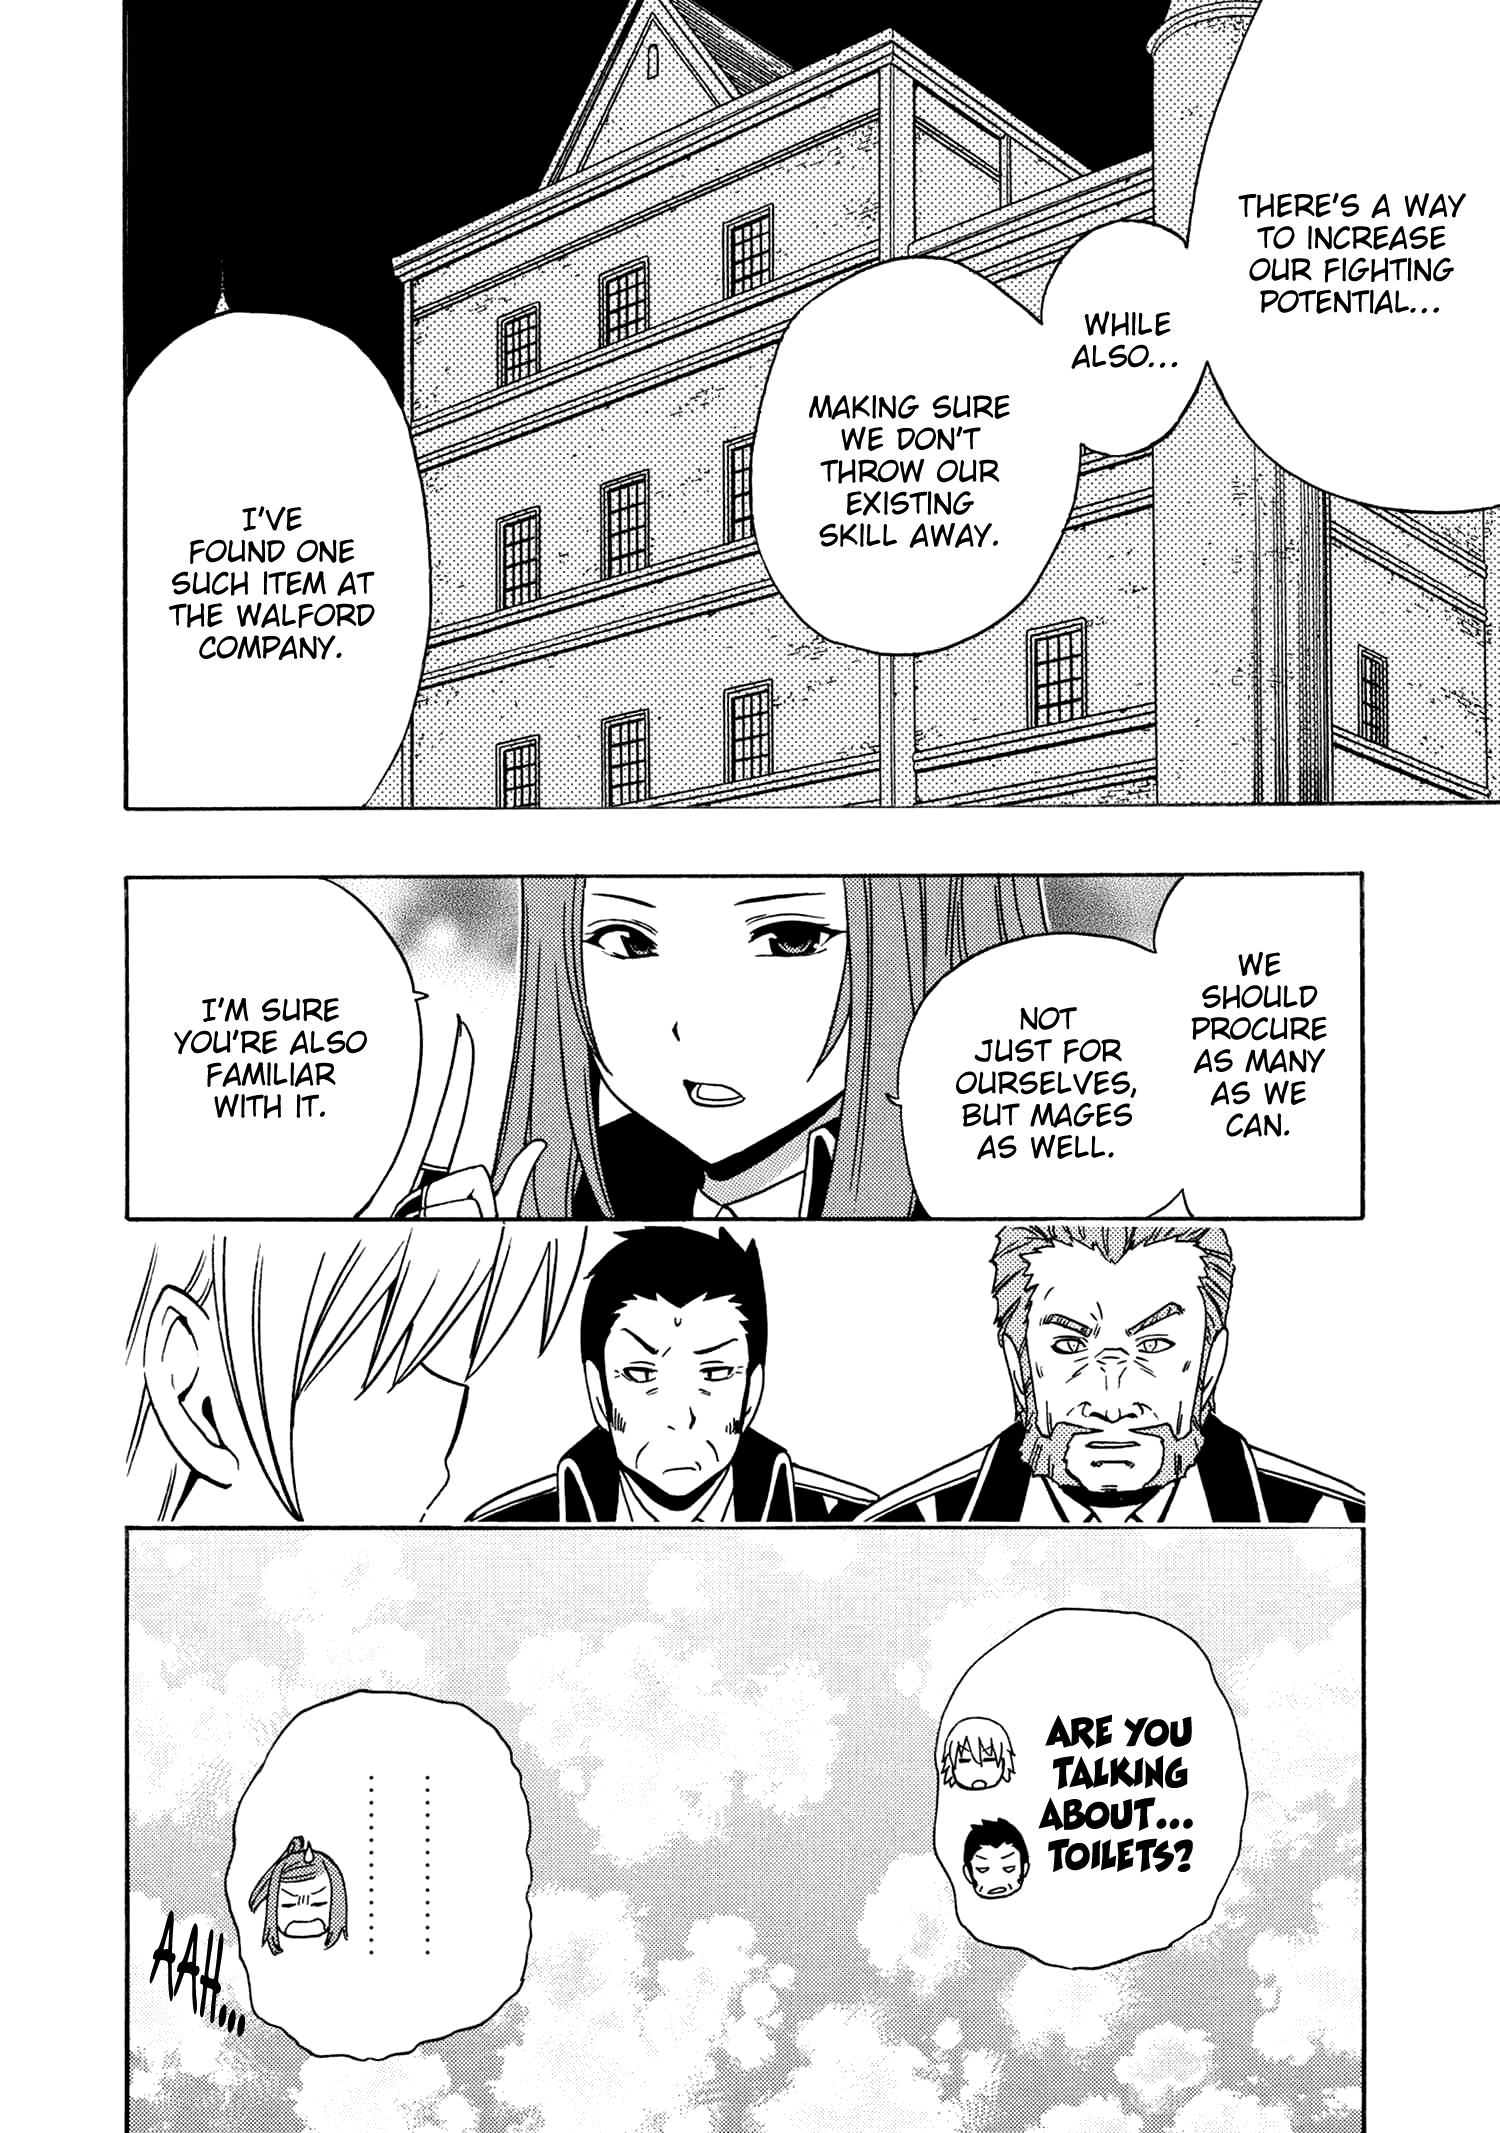 THERE'S A WAY
TO INCREASE
OUR FIGHTING
POTENTIAL...
WHILE
ALSO...
MAKING SURE
WE DON'T
THROW OUR
EXISTING
SKILL AWAY.
I'VE
FOUND ONE
SUCH ITEM AT
THE WALFORD
COMPANY.
WE
SHOULD
PROCURE
AS MANY
AS WE
CAN.
NOT
JUST FOR
OURSELVES,
BUT MAGES
AS WELL.
I'M SURE
YOU'RE ALSO
FAMILIAR
WITH IT.
ARE YOU
TALKING
ABOUT...
TOILETS?
AAH...